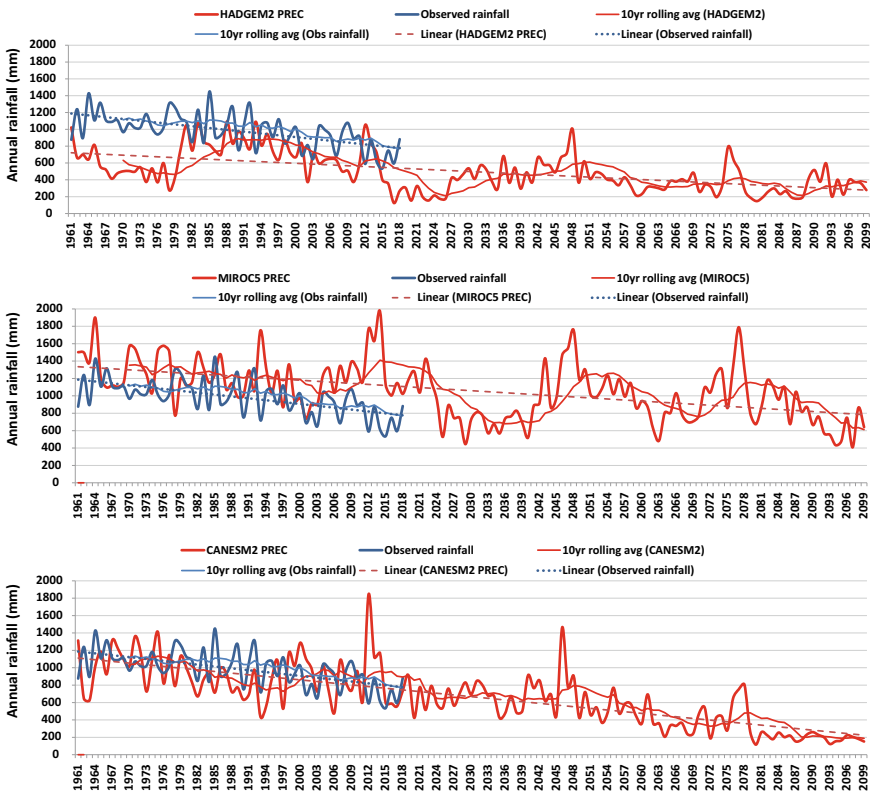 HADGEM2 PREC Observed rainfall 10yr rolling avg (HADGEM2)
10yr rolling avg (Obs rainfall) Linear (HADGEM2 PREC) Linear (Observed rainfall)
Annual rainfall (mm)
2000
1800
1600
1400
1200
1000
800
600
400
200
0
1961 1964 1967 1970 1973 1976 1979 1982 1985 1988 1991 1994 1997 2000 2003 2006 2009 2012 2015 2018 2021 2024 2027 2030 2033 2036 2039 2042 2045 2048 2051 2054 2057 2060 2063 2066 2069 2072 2075 2078 2081 2084 2087 2090 2093 2096 2099
MIROC5 PREC Observed rainfall 10yr rolling avg (MIROC5)
10yr rolling avg (Obs rainfall) Linear (MIROC5 PREC) Linear (Observed rainfall)
Annual rainfall (mm)
2000
1800
1600
1400
1200
1000
800
600
400
200
0
1961 1964 1967 1970 1973 1976 1979 1982 1985 1988 1991 1994 1997 2000 2003 2006 2009 2012 2015 2018 2021 2024 2027 2030 2033 2036 2039 2042 2045 2048 2051 2054 2057 2060 2063 2066 2069 2072 2075 2078 2081 2084 2087 2090 2093 2096 2099
CANESM2 PREC Observed rainfall 10yr rolling avg (CANESM2)
10yr rolling avg (Obs rainfall) Linear (CANESM2 PREC) Linear (Observed rainfall)
Annual rainfall (mm)
2000
1800
1600
1400
1200
1000
800
600
400
200
0
1961 1964 1967 1970 1973 1976 1979 1982 1985 1988 1991 1994 1997 2000 2003 2006 2009 2012 2015 2018 2021 2024 2027 2030 2033 2036 2039 2042 2045 2048 2051 2054 2057 2060 2063 2066 2069 2072 2075 2078 2081 2084 2087 2090 2093 2096 2099